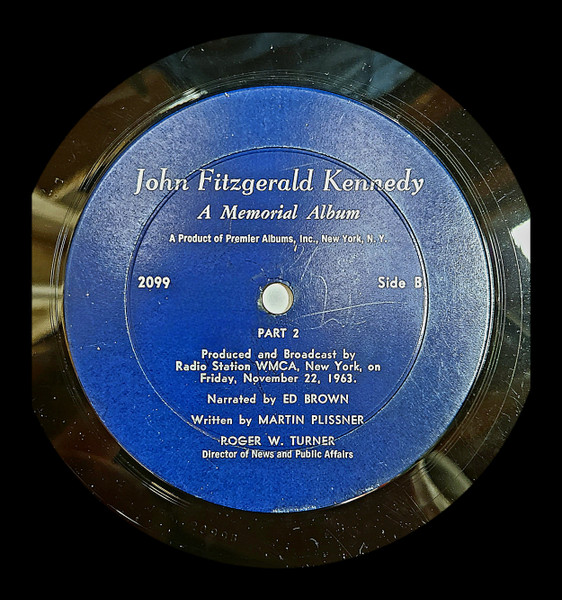 John Fitzgerald Kennedy
A Memorial Album
A Product of Premier Albums, Inc., New York, N. Y.
2099 Side B
PART 2
Produced and Broadcast by
Radio Station WMCA, New York, on
Friday, November 22, 1963.
Narrated by ED BROWN
Written by MARTIN PLISSNER
ROGER W. TURNER
Director of News and Public Affairs